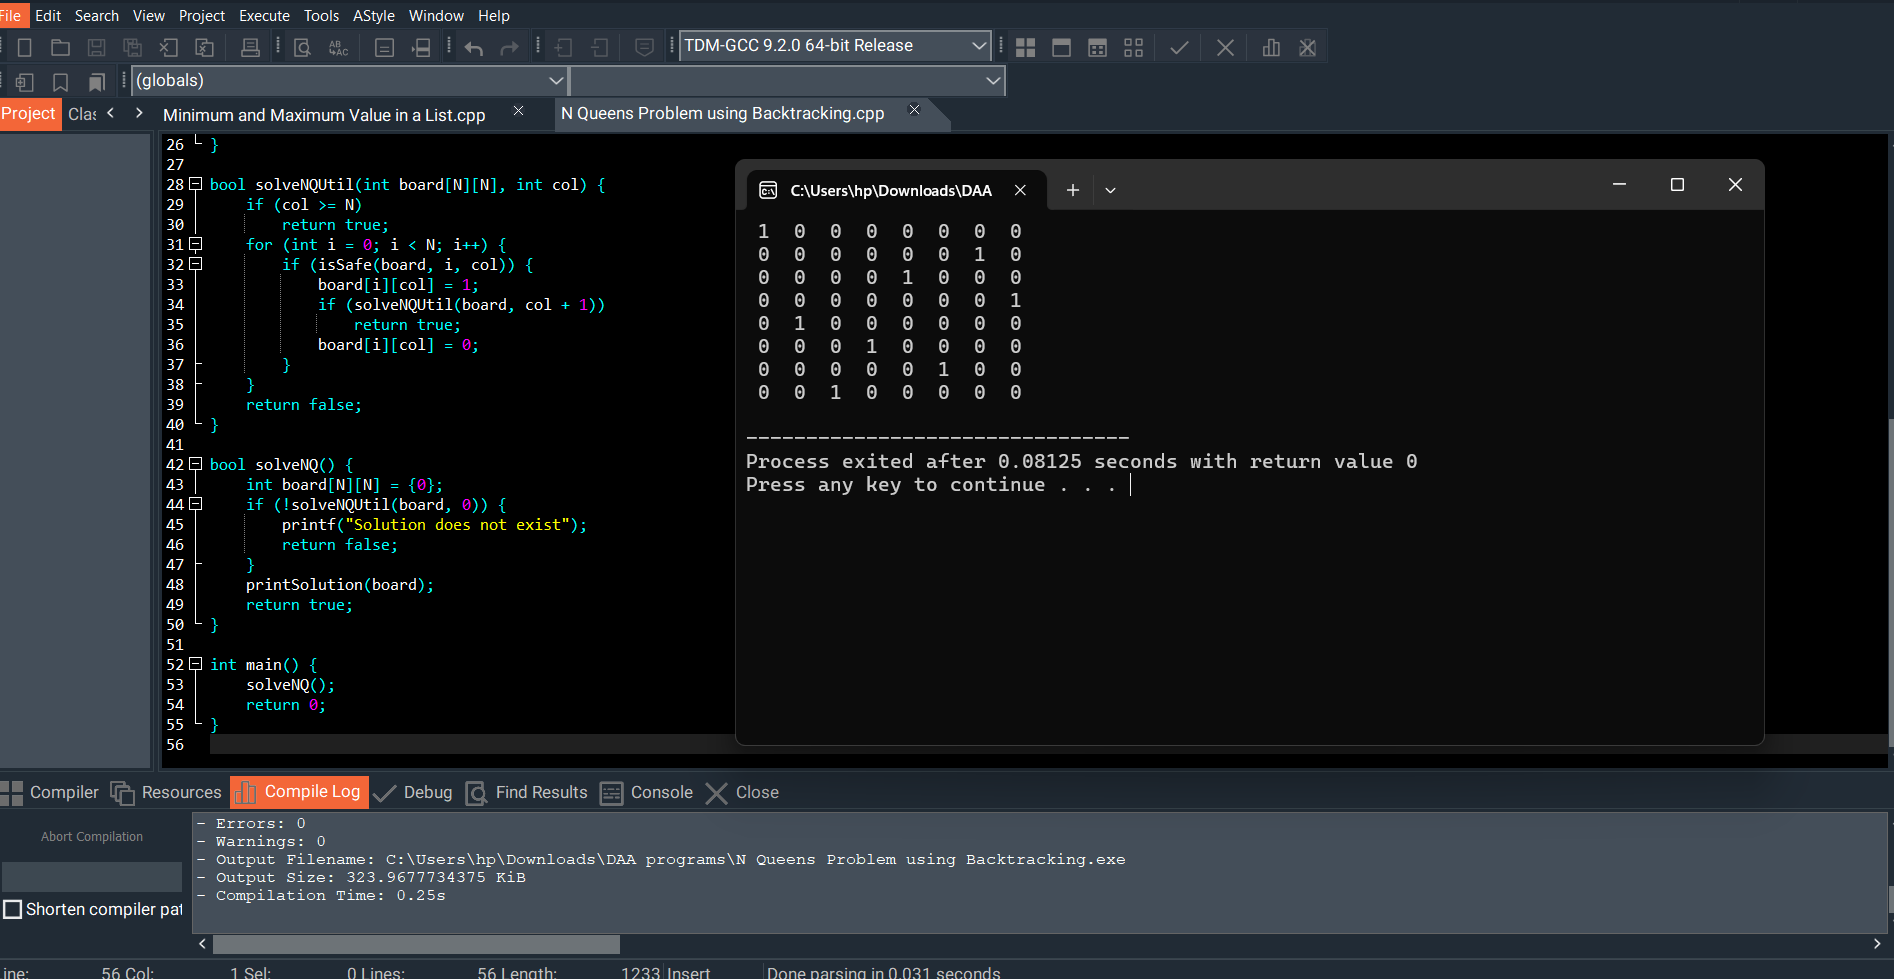 File Edit Search View Project Execute Tools AStyle Window Help
TDM-GCC 9.2.0 64-bit Release
(globals)
Project Clas
Minimum and Maximum Value in a List.cpp
N Queens Problem using Backtracking.cpp
26 }
27
28 bool solveNQUtil(int board[N][N], int col) {
29 if (col >= N)
30 return true;
31 for (int i = 0; i < N; i++) {
32 if (isSafe(board, i, col)) {
33 board[i][col] = 1;
34 if (solveNQUtil(board, col + 1))
35 return true;
36 board[i][col] = 0;
37 }
38 }
39 return false;
40 }
41
42 bool solveNQ() {
43 int board[N][N] = {0};
44 if (!solveNQUtil(board, 0)) {
45 printf("Solution does not exist");
46 return false;
47 }
48 printSolution(board);
49 return true;
50 }
51
52 int main() {
53 solveNQ();
54 return 0;
55 }
56
C:\Users\hp\Downloads\DAA
1 0 0 0 0 0 0 0
0 0 0 0 0 0 1 0
0 0 0 0 1 0 0 0
0 0 0 0 0 0 0 1
0 1 0 0 0 0 0 0
0 0 0 1 0 0 0 0
0 0 0 0 0 1 0 0
0 0 1 0 0 0 0 0
--------------------------------
Process exited after 0.08125 seconds with return value 0
Press any key to continue . . .
Compiler Resources Compile Log Debug Find Results Console Close
Abort Compilation
Shorten compiler pat
- Errors: 0
- Warnings: 0
- Output Filename: C:\Users\hp\Downloads\DAA programs\N Queens Problem using Backtracking.exe
- Output Size: 323.9677734375 KiB
- Compilation Time: 0.25s
ine: 56 Col: 1 Sel: 0 Lines: 56 Length: 1233 Insert Done parsing in 0.031 seconds